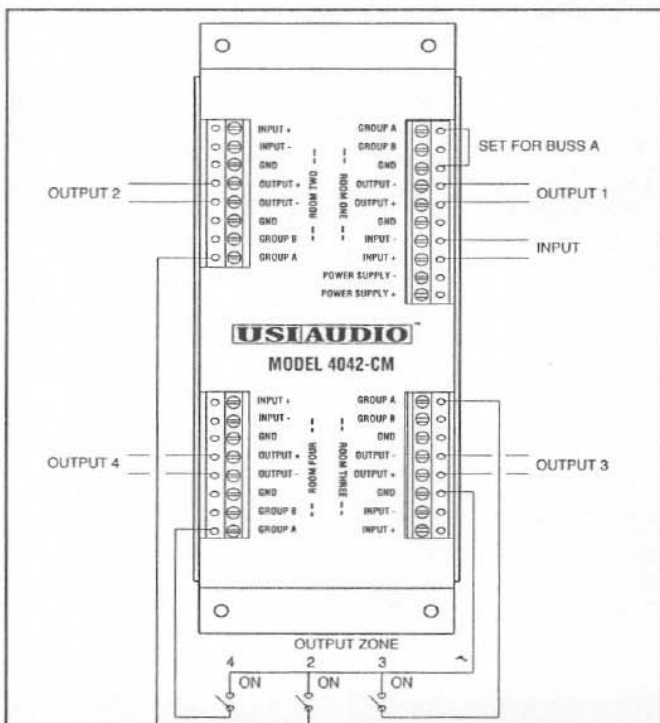 INPUT +
INPUT -
GND
OUTPUT +
OUTPUT -
GND
GROUP B
GROUP A
ROOM TWO
OUTPUT 2
GROUP A
GROUP B
GND
OUTPUT -
OUTPUT +
GND
INPUT -
INPUT +
POWER SUPPLY -
POWER SUPPLY +
ROOM ONE
SET FOR BUSS A
OUTPUT 1
INPUT
USI AUDIO™
MODEL 4042-CM
INPUT +
INPUT -
GND
OUTPUT +
OUTPUT -
GND
GROUP B
GROUP A
ROOM FOUR
OUTPUT 4
GROUP A
GROUP B
GND
OUTPUT -
OUTPUT +
GND
INPUT -
INPUT +
ROOM THREE
OUTPUT 3
OUTPUT ZONE
4 2 3
ON ON ON